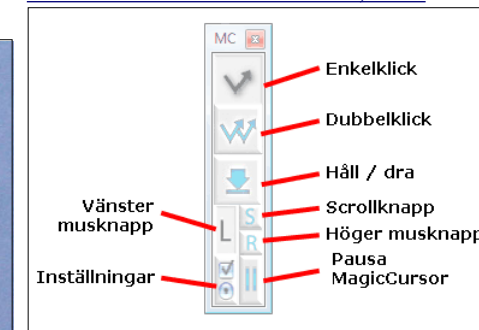 MC
Enkelklick
Dubbelklick
Håll / dra
Vänster
musknapp
L
S
Scrollknapp
R
Höger musknapp
Inställningar
Pausa
MagicCursor